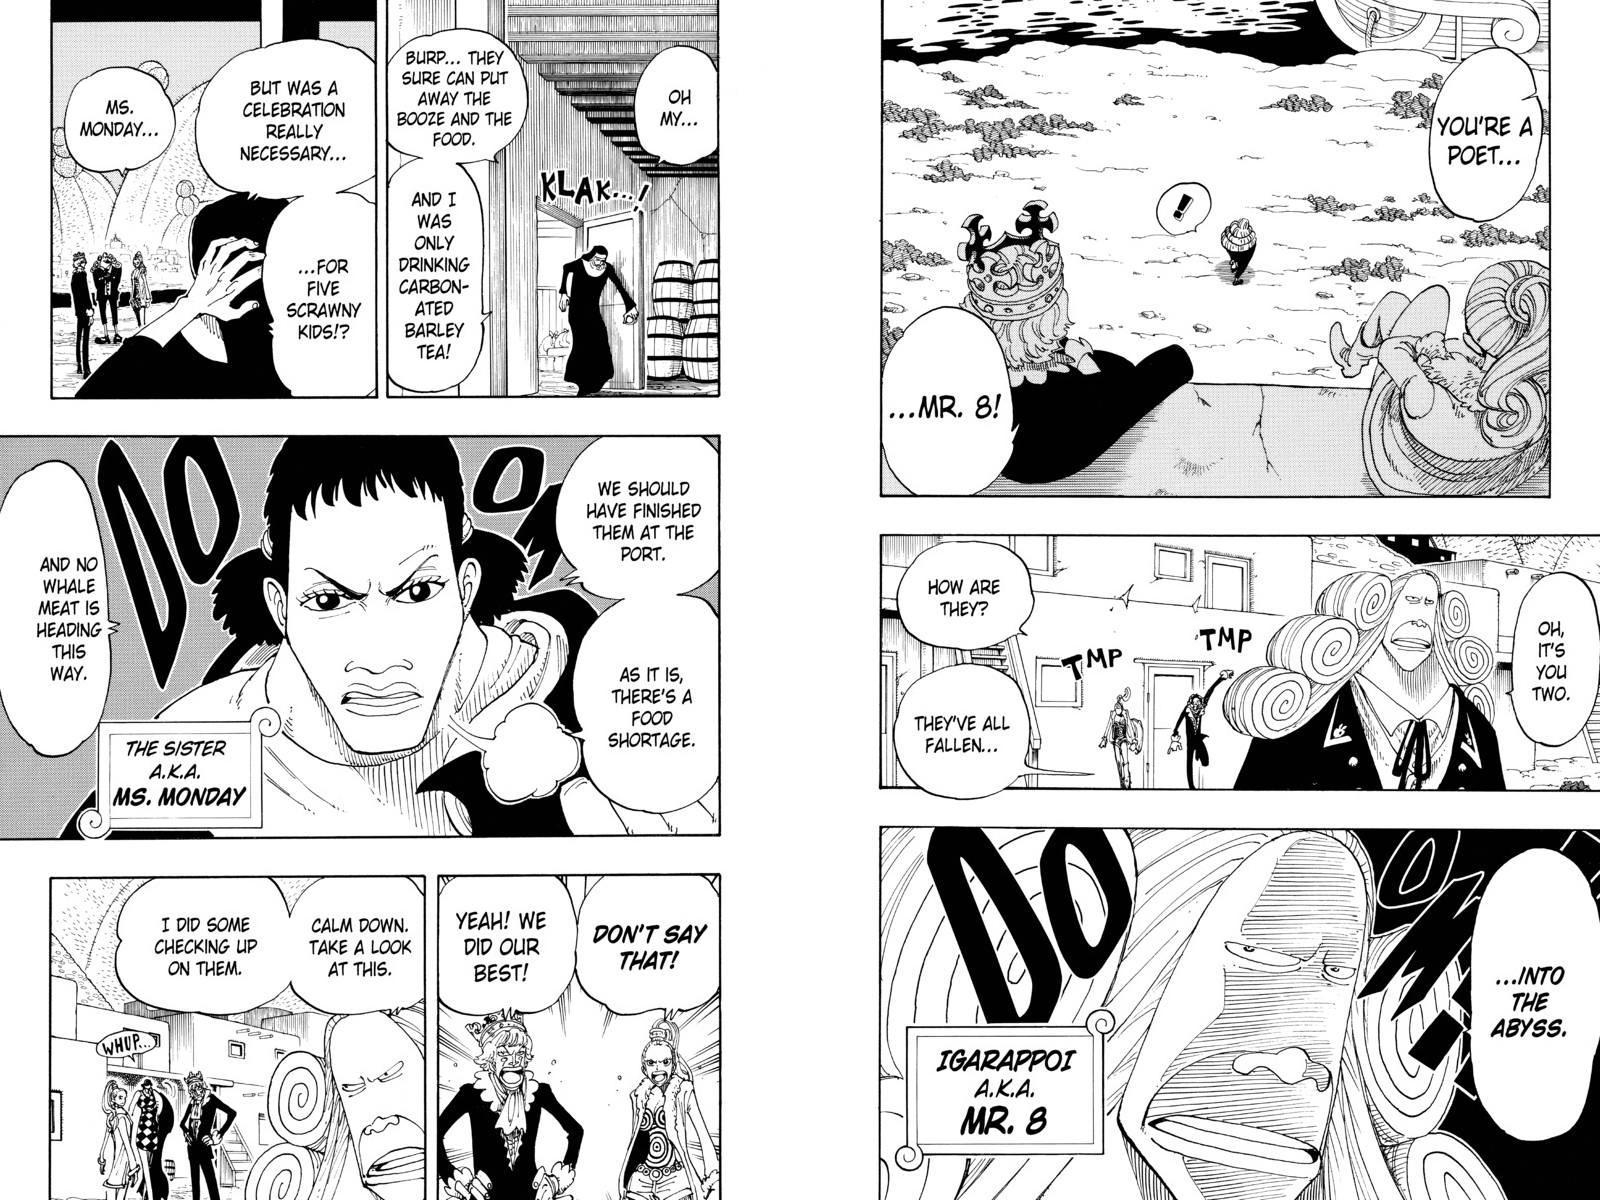 YOU'RE A
POET...
...MR. 8!
OH,
IT'S
YOU
TWO.
TMP
TMP
HOW ARE
THEY?
THEY'VE ALL
FALLEN...
...INTO
THE
ABYSS.
DOOM
IGARAPPOI
A.K.A.
MR. 8
OH
MY...
KLAK...!
BURP... THEY
SURE CAN PUT
AWAY THE
BOOZE AND THE
FOOD.
AND I
WAS
ONLY
DRINKING
CARBON-
ATED
BARLEY
TEA!
BUT WAS A
CELEBRATION
REALLY
NECESSARY...
...FOR
FIVE
SCRAWNY
KIDS!?
MS.
MONDAY...
WE SHOULD
HAVE FINISHED
THEM AT THE
PORT.
AS IT IS,
THERE'S A
FOOD
SHORTAGE.
DOOM
AND NO
WHALE
MEAT IS
HEADING
THIS
WAY.
THE SISTER
A.K.A.
MS. MONDAY
DON'T SAY
THAT!
YEAH! WE
DID OUR
BEST!
CALM DOWN.
TAKE A LOOK
AT THIS.
I DID SOME
CHECKING UP
ON THEM.
WHUP...